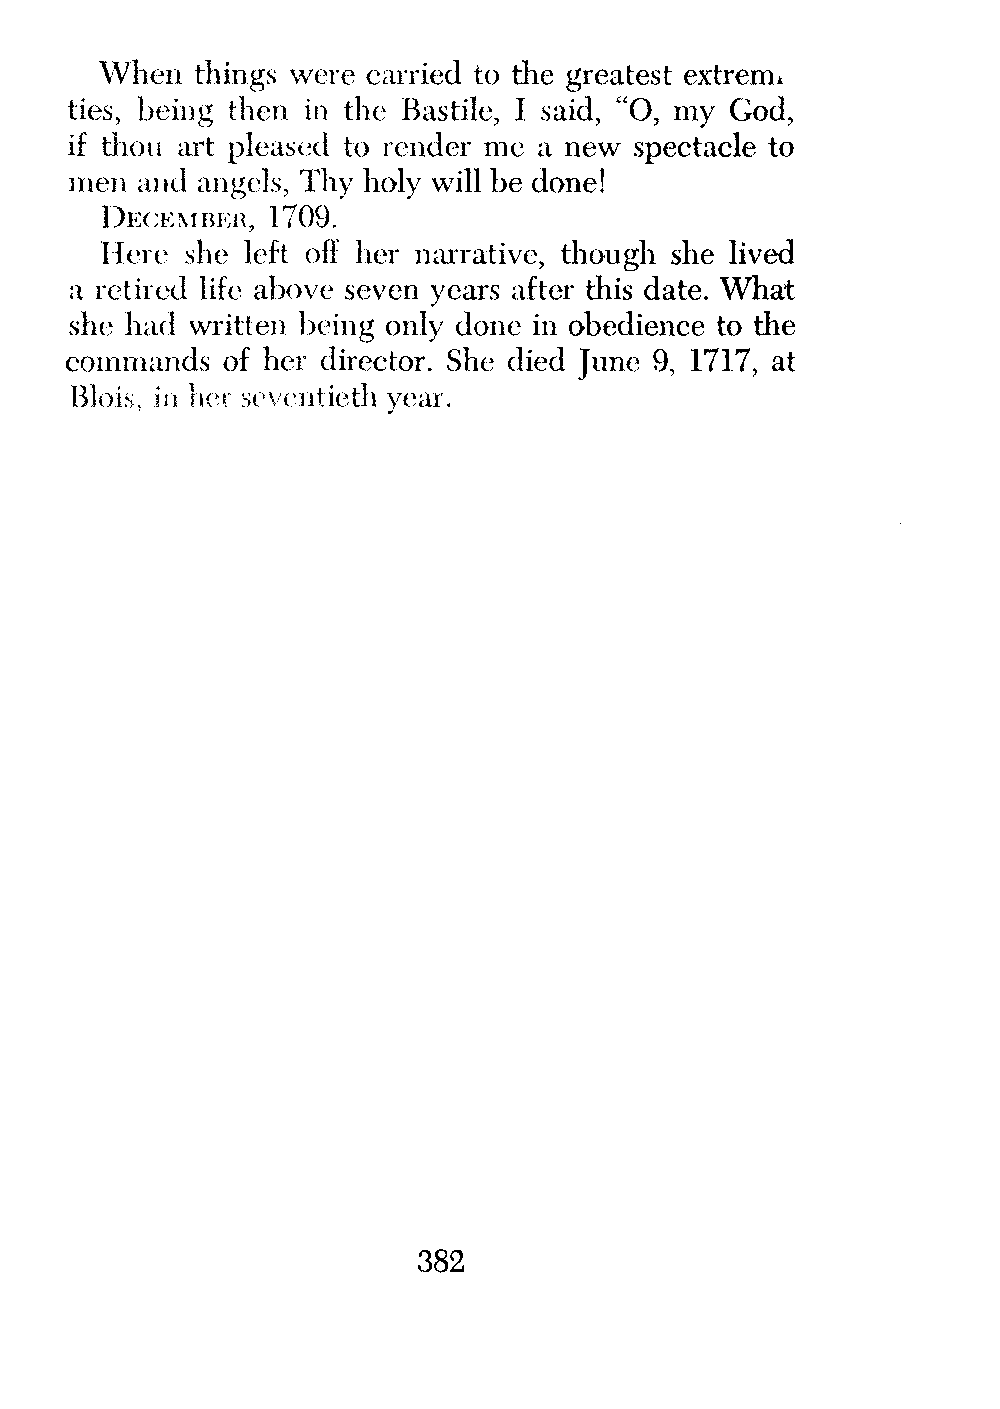 When things were carried to the greatest extremi
ties, being then in the Bastile, I said, “O, my God,
if thou art pleased to render me a new spectacle to
men and angels, Thy holy will be done!
DECEMBER, 1709.
Here she left off her narrative, though she lived
a retired life above seven years after this date. What
she had written being only done in obedience to the
commands of her director. She died June 9, 1717, at
Blois, in her seventieth year.
382